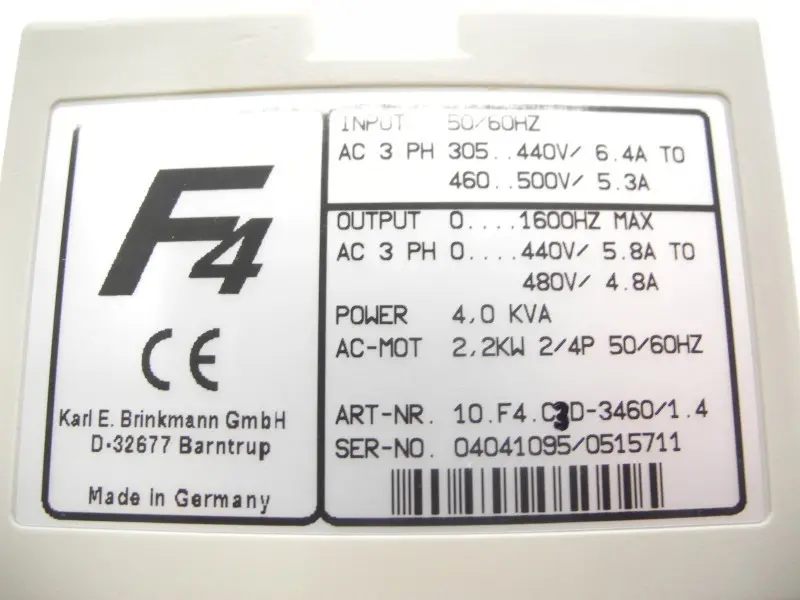 F4
CE
Karl E. Brinkmann GmbH
D-32677 Barntrup
Made in Germany
INPUT 50/60HZ
AC 3 PH 305..440V/ 6.4A TO
460..500V/ 5.3A
OUTPUT 0....1600HZ MAX
AC 3 PH 0....440V/ 5.8A TO
480V/ 4.8A
POWER 4,0 KVA
AC-MOT 2,2KW 2/4P 50/60HZ
ART-NR. 10.F4.C3D-3460/1.4
SER-NO. 04041095/0515711